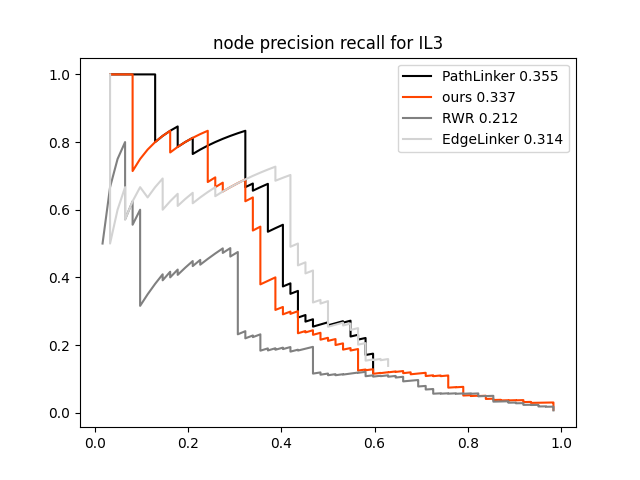 node precision recall for IL3
PathLinker 0.355
ours 0.337
RWR 0.212
EdgeLinker 0.314
1.0
0.8
0.6
0.4
0.2
0.0
0.0 0.2 0.4 0.6 0.8 1.0